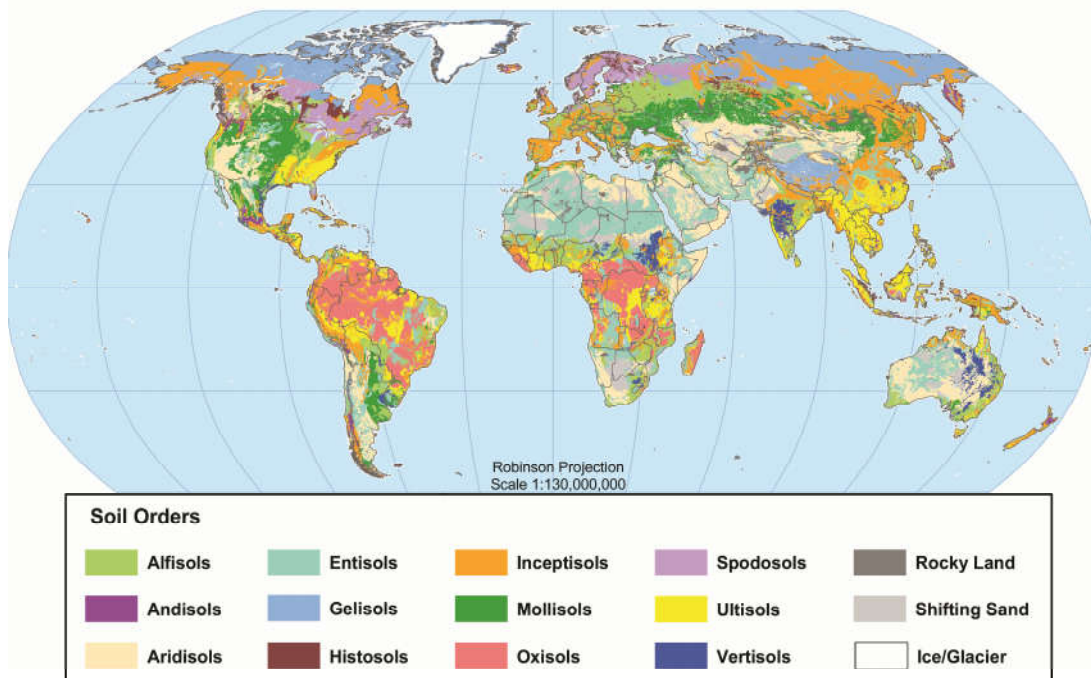 Robinson Projection
Scale 1:130,000,000
Soil Orders
Alfisols Entisols Inceptisols Spodosols Rocky Land
Andisols Gelisols Mollisols Ultisols Shifting Sand
Aridisols Histosols Oxisols Vertisols Ice/Glacier